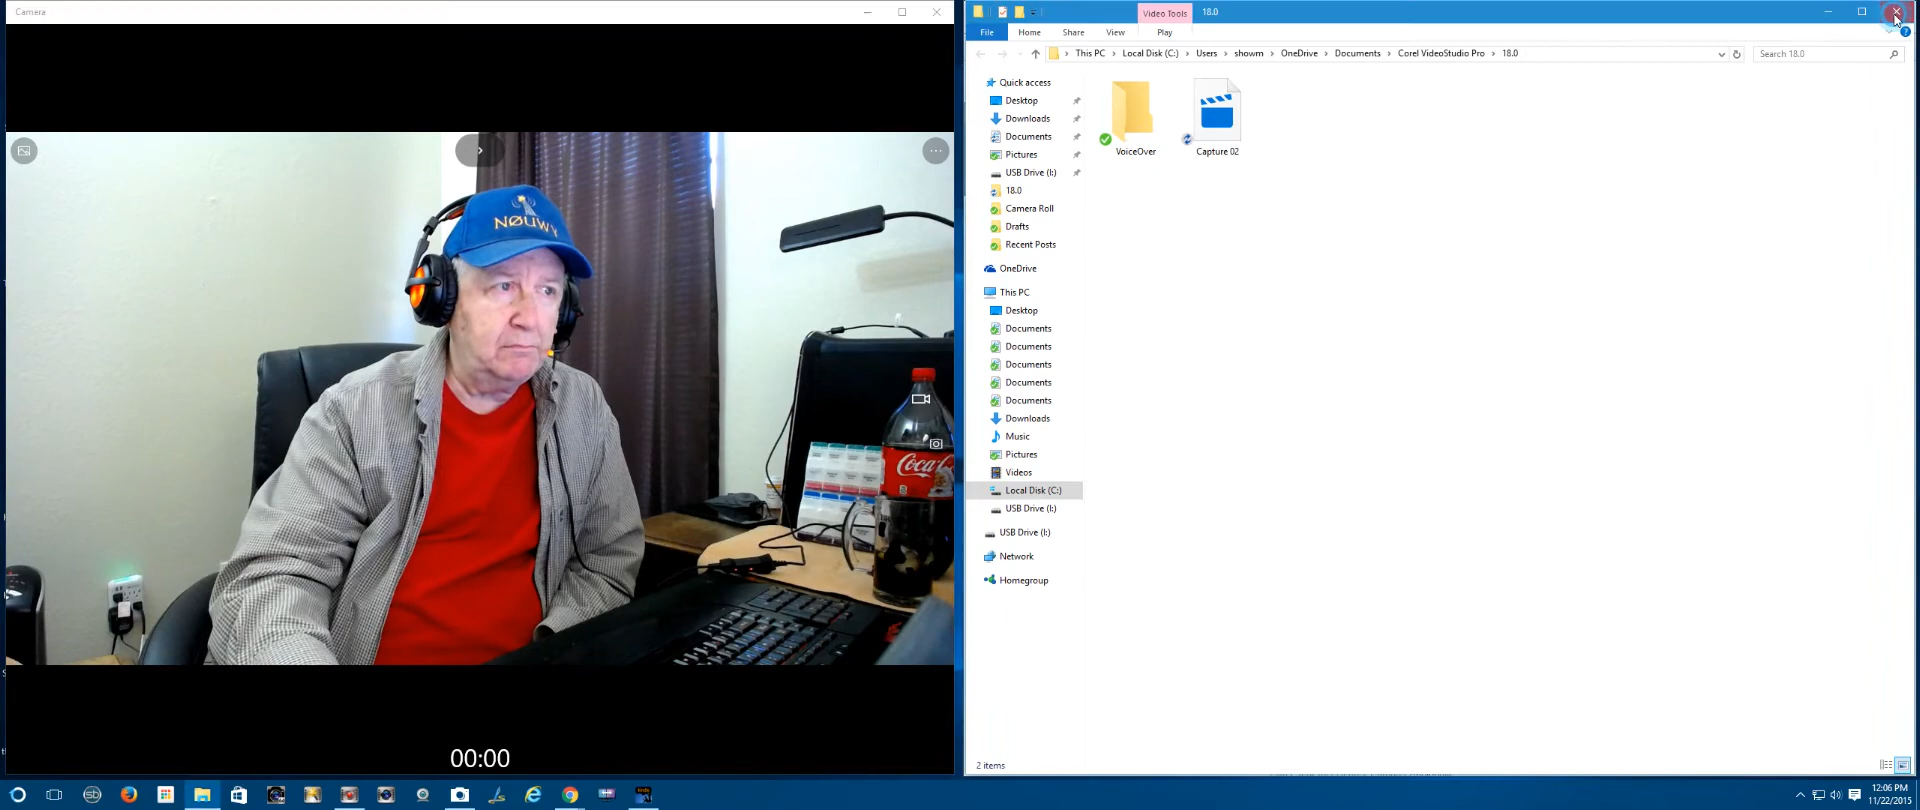 Camera
NØUWY
Coca-C
00:00
Video Tools
18.0
File
Home
Share
View
Play
This PC
Local Disk (C:)
Users
showm
OneDrive
Documents
Corel VideoStudio Pro
18.0
Search 18.0
Quick access
Desktop
Downloads
Documents
Pictures
USB Drive (I:)
18.0
Camera Roll
Drafts
Recent Posts
OneDrive
This PC
Desktop
Documents
Documents
Documents
Documents
Documents
Downloads
Music
Pictures
Videos
Local Disk (C:)
USB Drive (I:)
USB Drive (I:)
Network
Homegroup
VoiceOver
Capture 02
2 items
sb
12:06 PM
11/22/2015